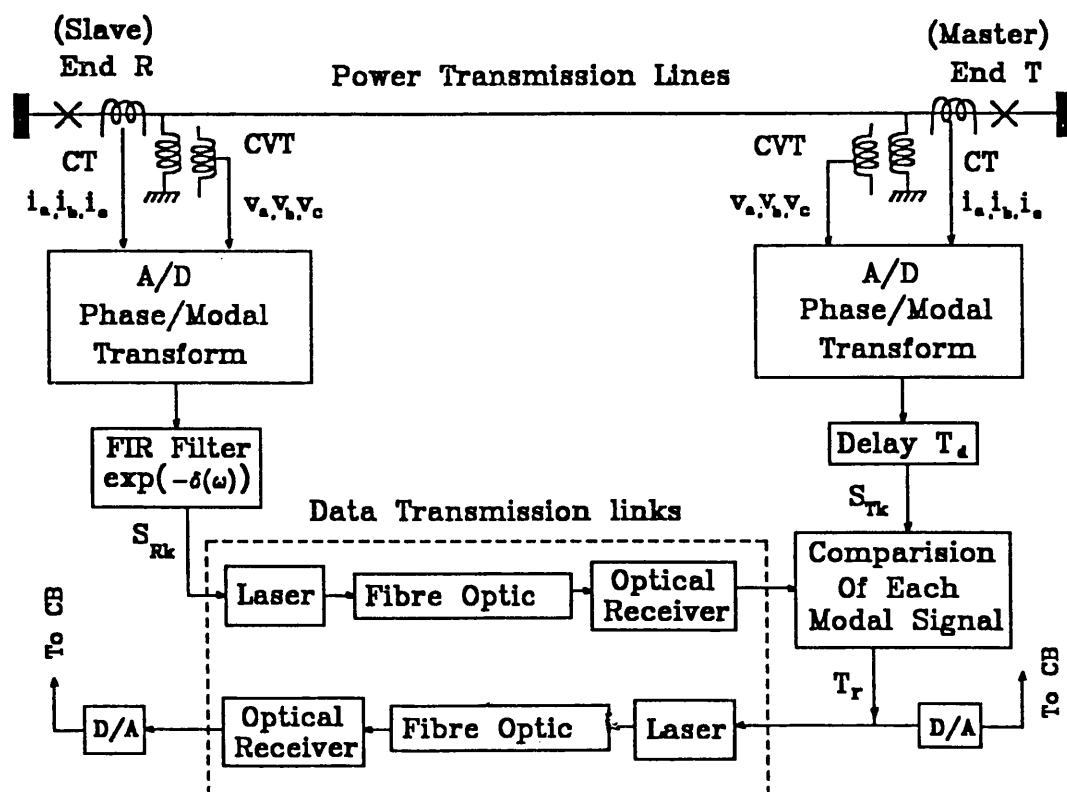 (Slave)
End R
Power Transmission Lines
(Master)
End T
CT
CVT
CVT
CT
i_a,i_b,i_c
v_a,v_b,v_c
v_a,v_b,v_c
i_a,i_b,i_c
A/D
Phase/Modal
Transform
A/D
Phase/Modal
Transform
FIR Filter
exp(-δ(ω))
Delay T_d
S_Rk
S_Tk
Data Transmission links
Laser
Fibre Optic
Optical
Receiver
Comparision
Of Each
Modal Signal
To CB
T_r
To CB
D/A
Optical
Receiver
Fibre Optic
Laser
D/A